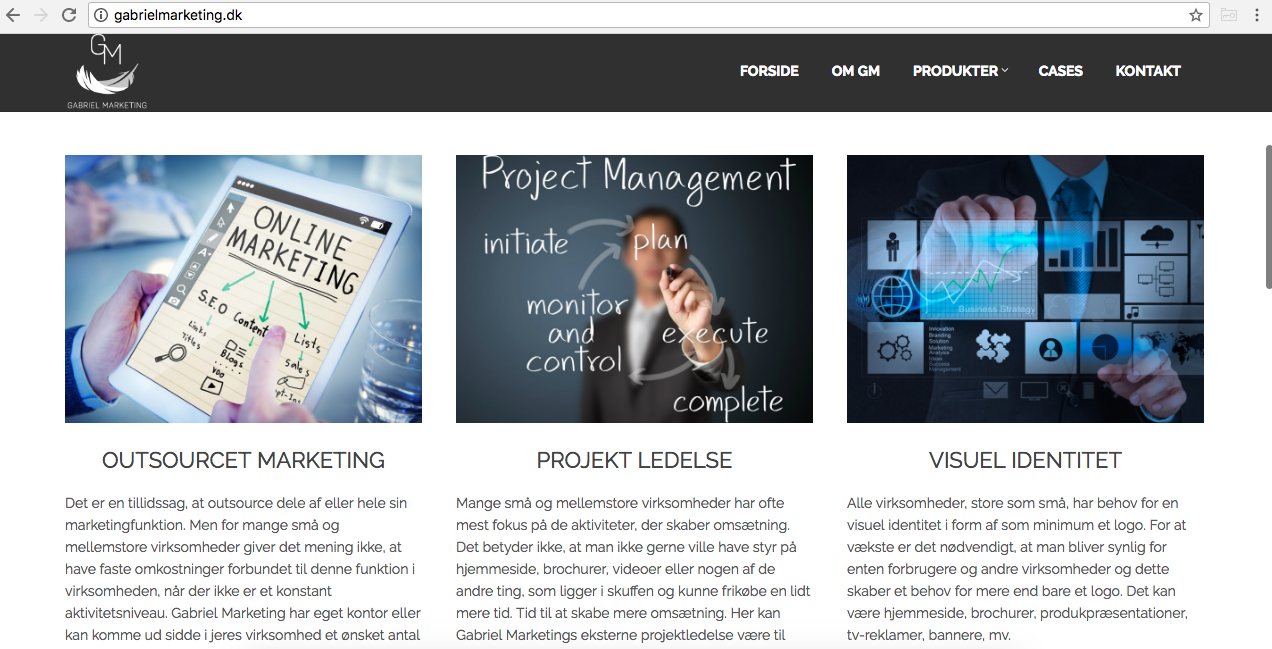 gabrielmarketing.dk
GM
GABRIEL MARKETING
FORSIDE
OM GM
PRODUKTER
CASES
KONTAKT
ONLINE
MARKETING
S.E.O
Links
Titles
Content
Blogs
VDO
Lists
Sales
Project Management
initiate
plan
monitor
and
control
execute
complete
Business Strategy
Innovation
Branding
Solution
Marketing
Analysis
Ideas
Success
Management
OUTSOURCET MARKETING
Det er en tillidssag, at outsource dele af eller hele sin
marketingfunktion. Men for mange små og
mellemstore virksomheder giver det mening ikke, at
have faste omkostninger forbundet til denne funktion i
virksomheden, når der ikke er et konstant
aktivitetsniveau. Gabriel Marketing har eget kontor eller
kan komme ud sidde i jeres virksomhed et ønsket antal
PROJEKT LEDELSE
Mange små og mellemstore virksomheder har ofte
mest fokus på de aktiviteter, der skaber omsætning.
Det betyder ikke, at man ikke gerne ville have styr på
hjemmeside, brochurer, videoer eller nogen af de
andre ting, som ligger i skuffen og kunne frikøbe en lidt
mere tid. Tid til at skabe mere omsætning. Her kan
Gabriel Marketings eksterne projektledelse være til
VISUEL IDENTITET
Alle virksomheder, store som små, har behov for en
visuel identitet i form af som minimum et logo. For at
vækste er det nødvendigt, at man bliver synlig for
enten forbrugere og andre virksomheder og dette
skaber et behov for mere end bare et logo. Det kan
være hjemmeside, brochurer, produkpræsentationer,
tv-reklamer, bannere, mv.